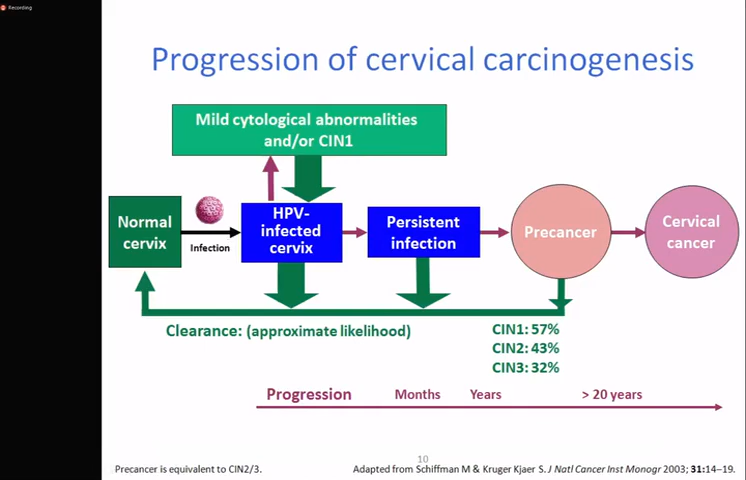 Recording
Progression of cervical carcinogenesis
Mild cytological abnormalities
and/or CIN1
Normal
cervix
Infection
HPV-
infected
cervix
Persistent
infection
Precancer
Cervical
cancer
Clearance: (approximate likelihood)
CIN1: 57%
CIN2: 43%
CIN3: 32%
Progression Months Years > 20 years
10
Precancer is equivalent to CIN2/3.
Adapted from Schiffman M & Kruger Kjaer S. J Natl Cancer Inst Monogr 2003; 31:14–19.